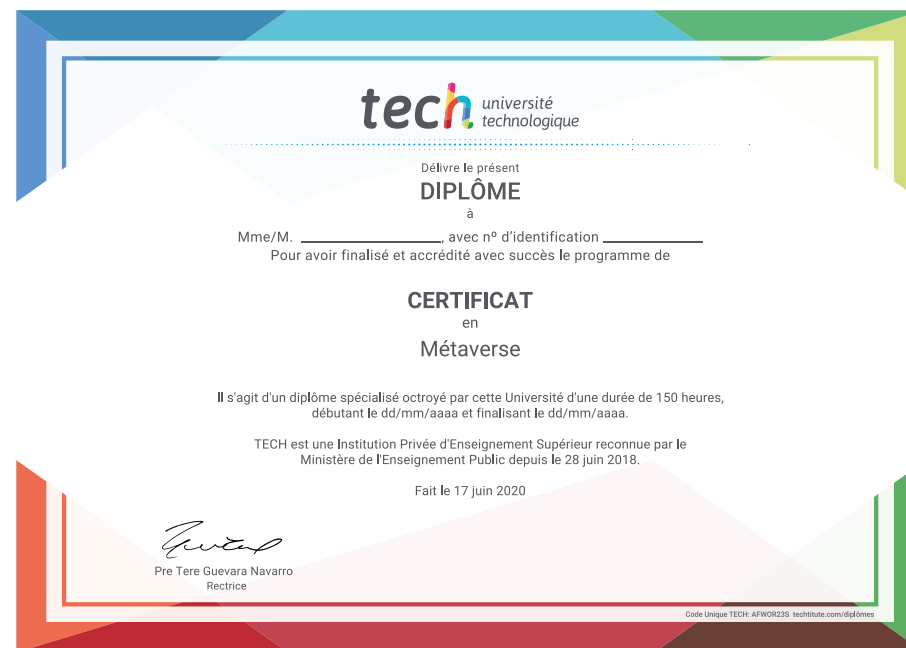 tech université
technologique
Délivre le présent
DIPLÔME
à
Mme/M. ____________________, avec nº d'identification ______________
Pour avoir finalisé et accrédité avec succès le programme de
CERTIFICAT
en
Métaverse
Il s'agit d'un diplôme spécialisé octroyé par cette Université d'une durée de 150 heures,
débutant le dd/mm/aaaa et finalisant le dd/mm/aaaa.
TECH est une Institution Privée d'Enseignement Supérieur reconnue par le
Ministère de l'Enseignement Public depuis le 28 juin 2018.
Fait le 17 juin 2020
Pre Tere Guevara Navarro
Rectrice
Code Unique TECH: AFWOR23S techtitute.com/diplômes